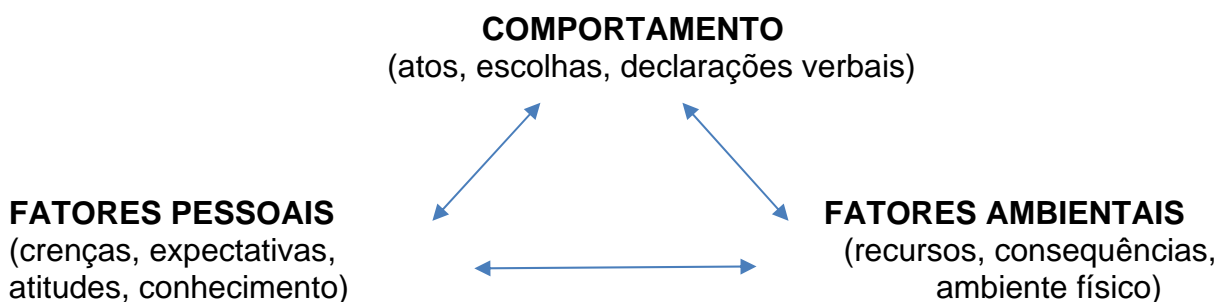 COMPORTAMENTO
(atos, escolhas, declarações verbais)
FATORES PESSOAIS
(crenças, expectativas,
atitudes, conhecimento)
FATORES AMBIENTAIS
(recursos, consequências,
ambiente físico)